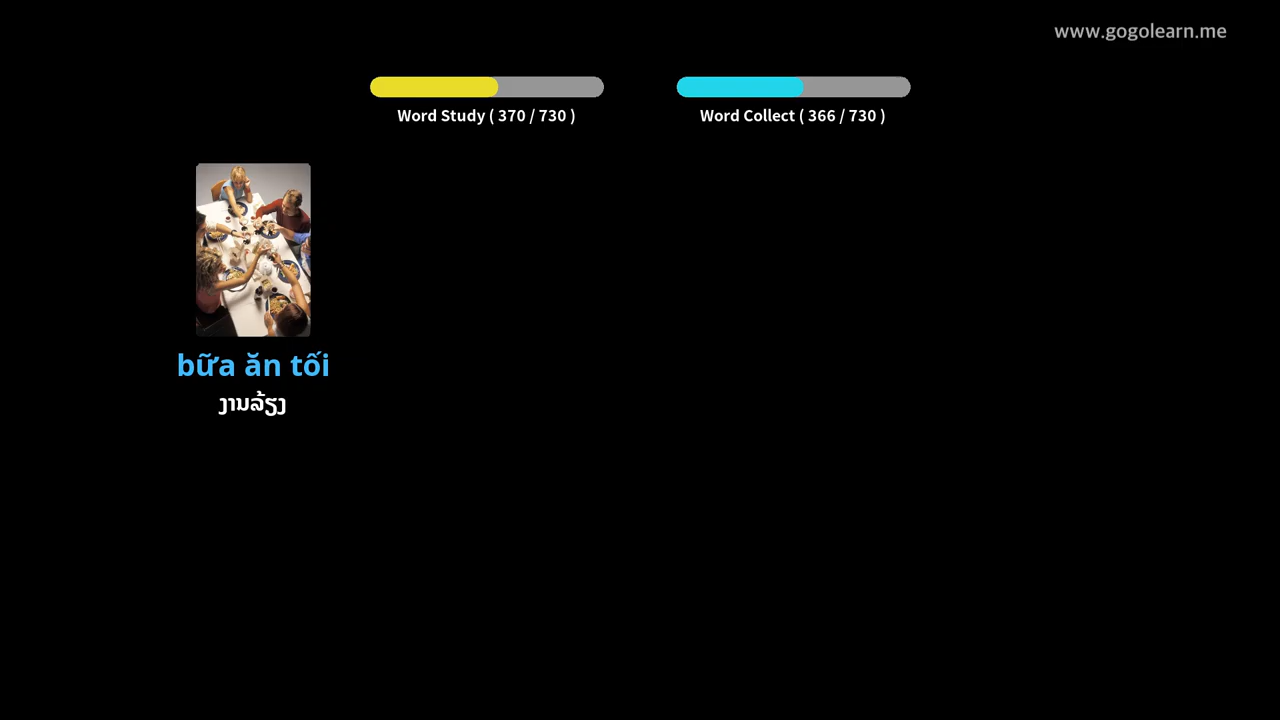 www.gogolearn.me
Word Study ( 370 / 730 )
Word Collect ( 366 / 730 )
bữa ăn tối
ງານລ້ຽງ